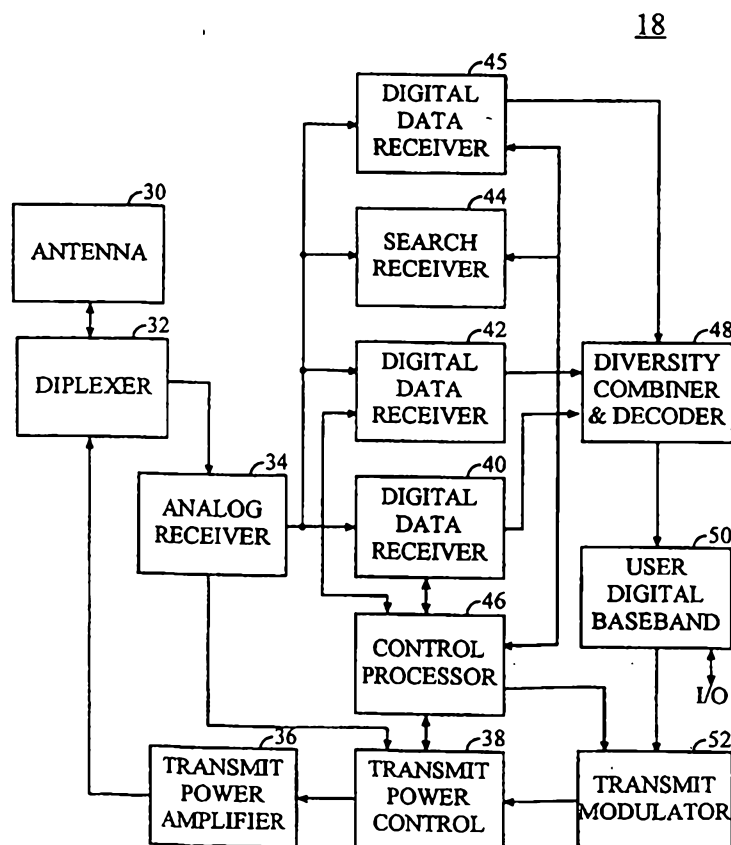 18
45
DIGITAL
DATA
RECEIVER
30
ANTENNA
44
SEARCH
RECEIVER
32
DIPLEXER
42
DIGITAL
DATA
RECEIVER
48
DIVERSITY
COMBINER
& DECODER
34
ANALOG
RECEIVER
40
DIGITAL
DATA
RECEIVER
50
USER
DIGITAL
BASEBAND
I/O
46
CONTROL
PROCESSOR
36
TRANSMIT
POWER
AMPLIFIER
38
TRANSMIT
POWER
CONTROL
52
TRANSMIT
MODULATOR